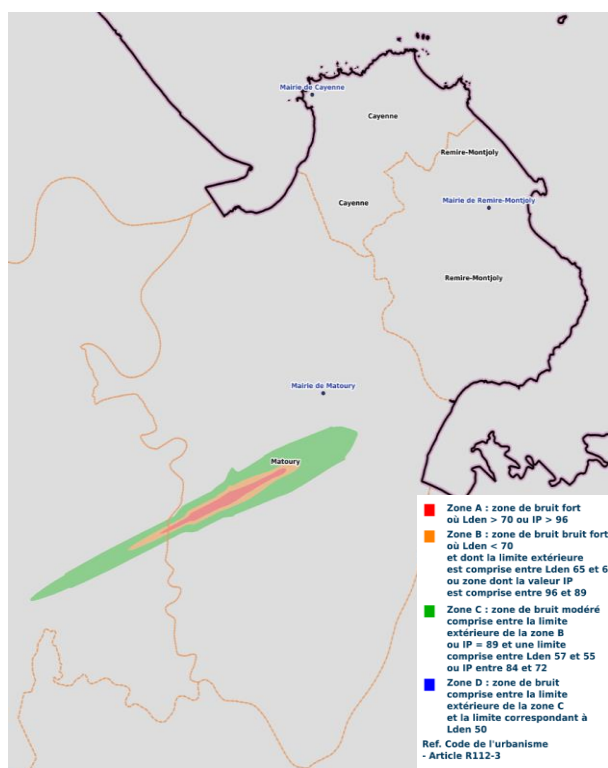 Mairie de Cayenne
Cayenne
Remire-Montjoly
Cayenne
Mairie de Remire-Montjoly
Remire-Montjoly
Mairie de Matoury
Matoury
Zone A : zone de bruit fort
où Lden > 70 ou IP > 96
Zone B : zone de bruit bruit fort
où Lden < 70
et dont la limite extérieure
est comprise entre Lden 65 et 6
ou zone dont la valeur IP
est comprise entre 96 et 89
Zone C : zone de bruit modéré
comprise entre la limite
extérieure de la zone B
ou IP = 89 et une limite
comprise entre Lden 57 et 55
ou IP entre 84 et 72
Zone D : zone de bruit
comprise entre la limite
extérieure de la zone C
et la limite correspondant à
Lden 50
Ref. Code de l'urbanisme
- Article R112-3